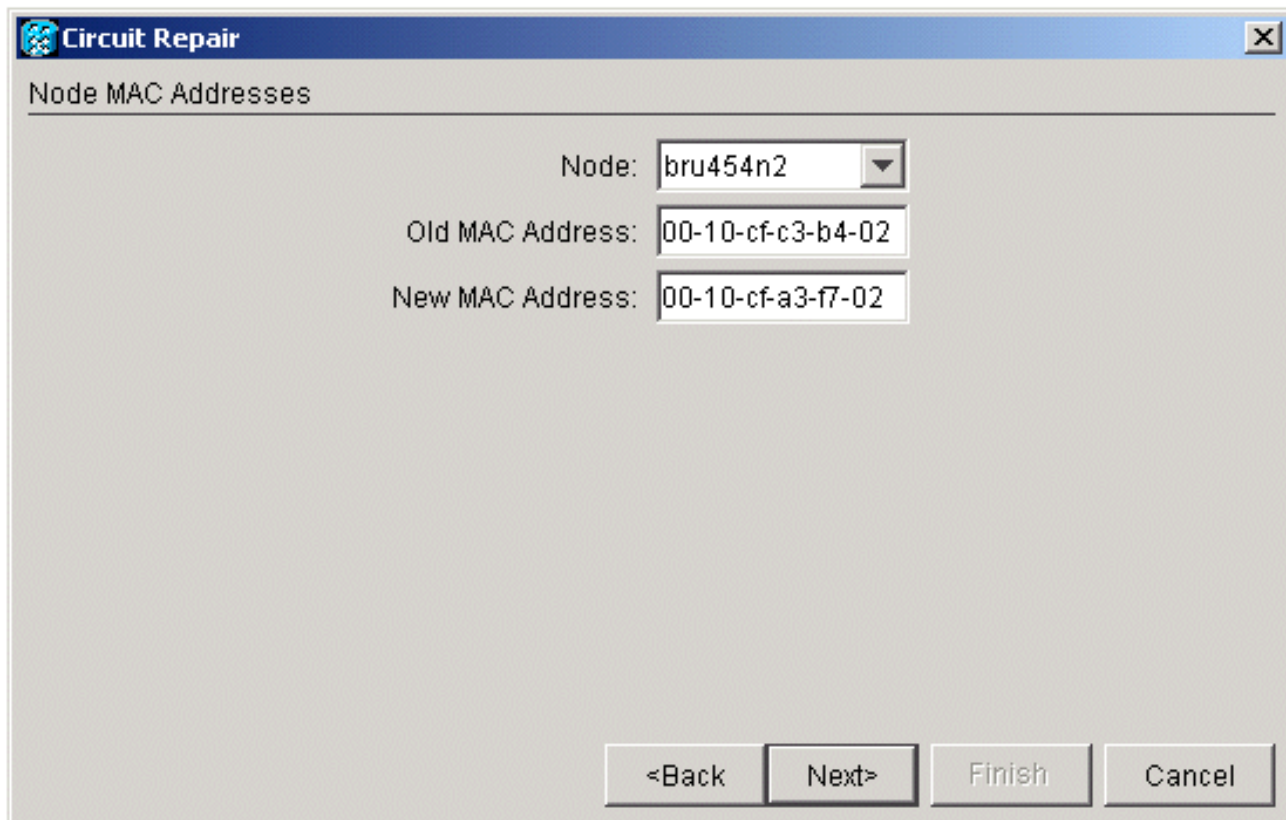 Circuit Repair
Node MAC Addresses
Node: bru454n2
Old MAC Address: 00-10-cf-c3-b4-02
New MAC Address: 00-10-cf-a3-f7-02
<Back Next> Finish Cancel